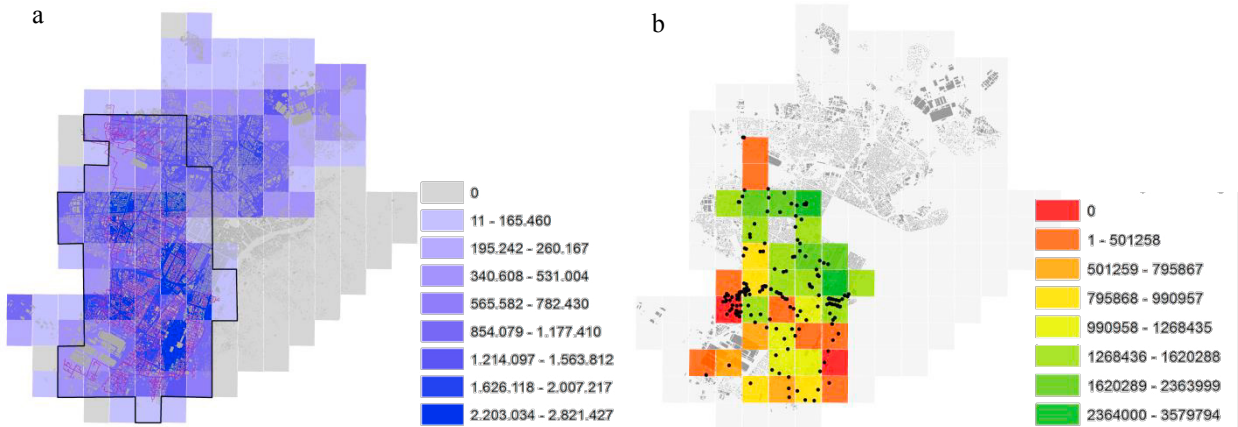 a
b
0
11 - 165.460
195.242 - 260.167
340.608 - 531.004
565.582 - 782.430
854.079 - 1.177.410
1.214.097 - 1.563.812
1.626.118 - 2.007.217
2.203.034 - 2.821.427
0
1 - 501258
501259 - 795867
795868 - 990957
990958 - 1268435
1268436 - 1620288
1620289 - 2363999
2364000 - 3579794